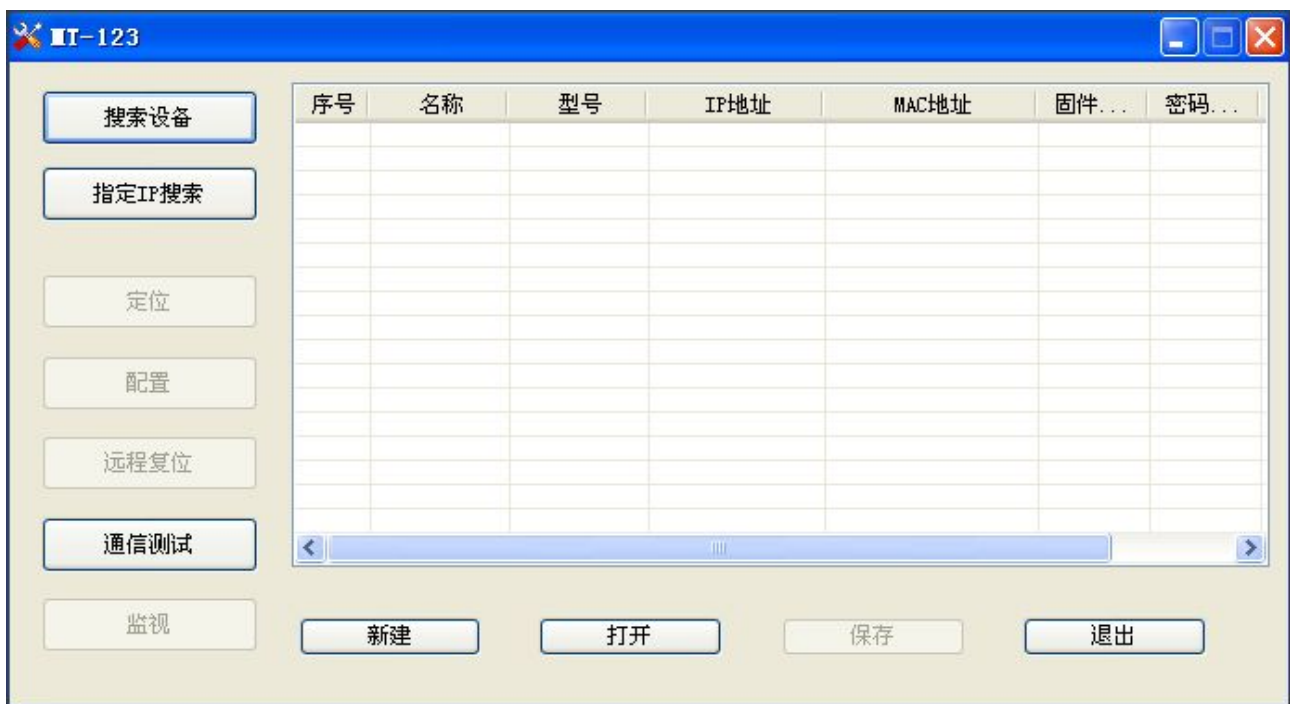 MT-123
搜索设备
指定IP搜索
定位
配置
远程复位
通信测试
监视
序号 名称 型号 IP地址 MAC地址 固件... 密码...
新建 打开 保存 退出